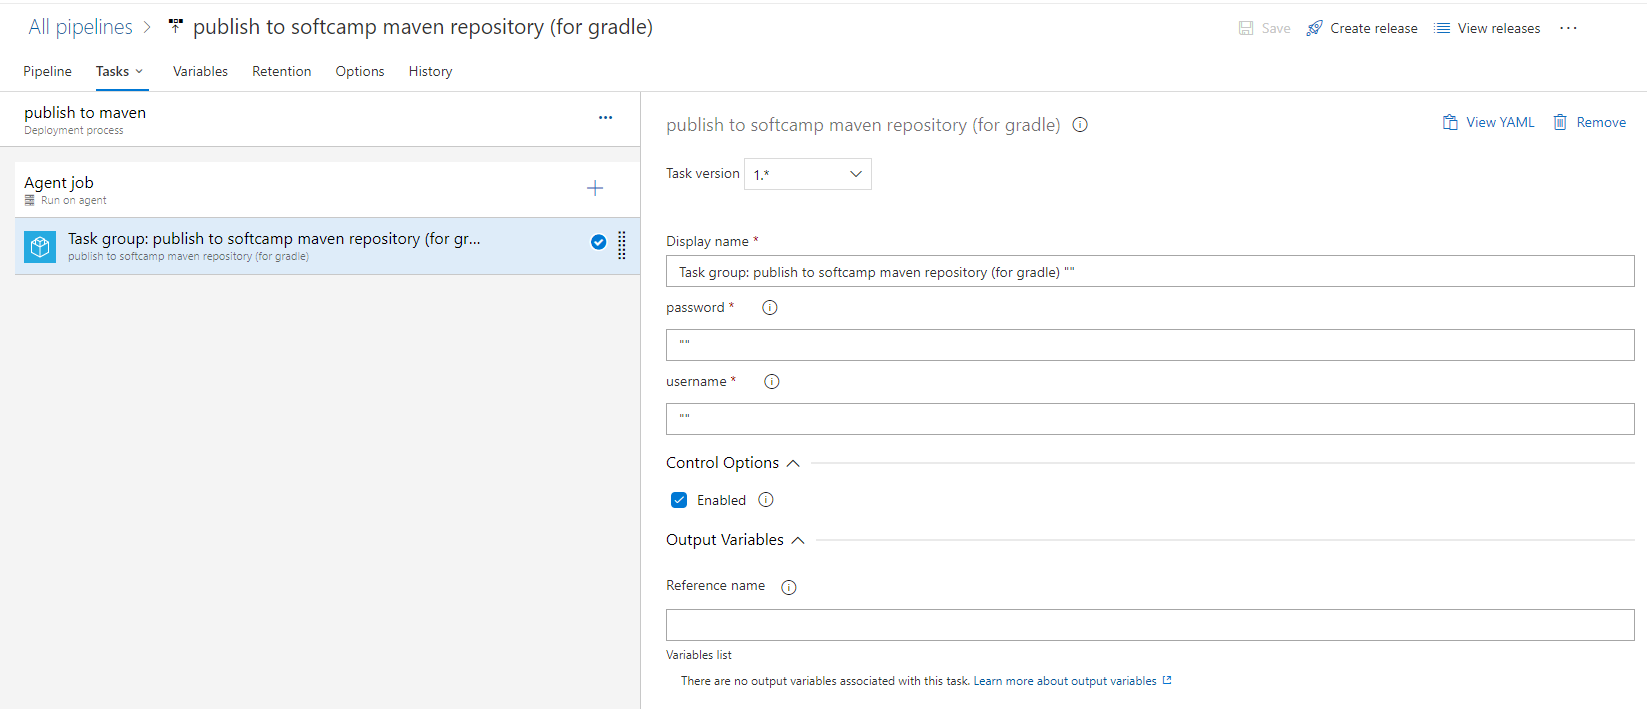 All pipelines > publish to softcamp maven repository (for gradle)
Save Create release View releases ...
Pipeline Tasks Variables Retention Options History
publish to maven
Deployment process
Agent job
Run on agent
Task group: publish to softcamp maven repository (for gr...
publish to softcamp maven repository (for gradle)
publish to softcamp maven repository (for gradle)
View YAML Remove
Task version 1.*
Display name *
Task group: publish to softcamp maven repository (for gradle) ""
password *
""
username *
""
Control Options
Enabled
Output Variables
Reference name
Variables list
There are no output variables associated with this task. Learn more about output variables